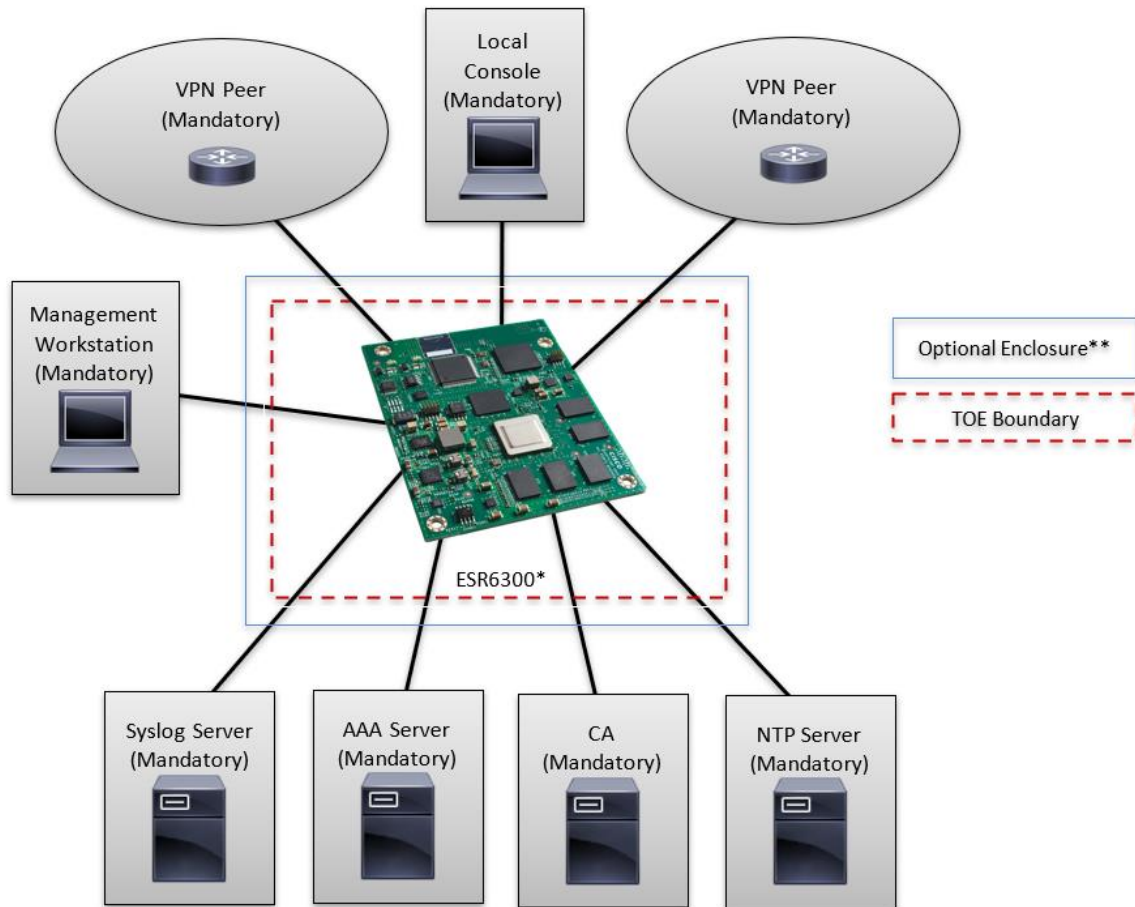 Local
Console
(Mandatory)
VPN Peer
(Mandatory)
VPN Peer
(Mandatory)
Management
Workstation
(Mandatory)
Optional Enclosure**
TOE Boundary
ESR6300*
Syslog Server
(Mandatory)
AAA Server
(Mandatory)
CA
(Mandatory)
NTP Server
(Mandatory)